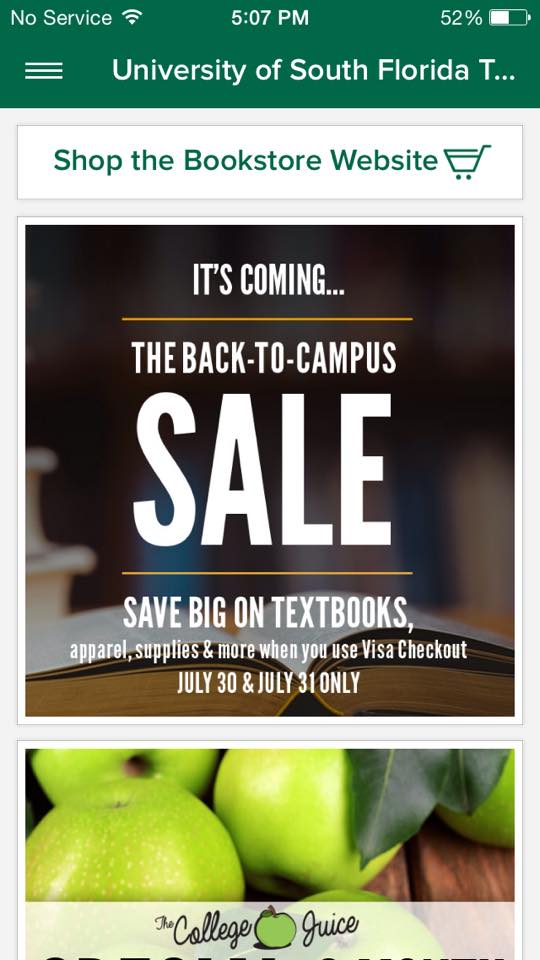 No Service 5:07 PM 52%
University of South Florida T...
Shop the Bookstore Website
IT'S COMING...
THE BACK-TO-CAMPUS
SALE
SAVE BIG ON TEXTBOOKS,
apparel, supplies & more when you use Visa Checkout
JULY 30 & JULY 31 ONLY
The College Juice